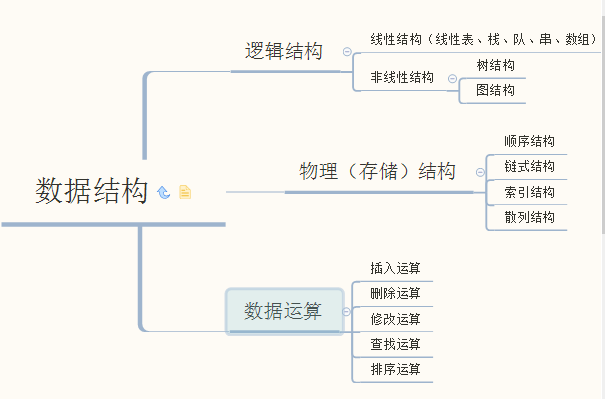 数据结构
逻辑结构
线性结构（线性表、栈、队、串、数组）
非线性结构
树结构
图结构
物理（存储）结构
顺序结构
链式结构
索引结构
散列结构
数据运算
插入运算
删除运算
修改运算
查找运算
排序运算